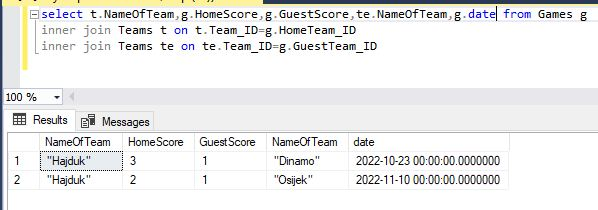 select t.NameOfTeam,g.HomeScore,g.GuestScore,te.NameOfTeam,g.date from Games g
inner join Teams t on t.Team_ID=g.HomeTeam_ID
inner join Teams te on te.Team_ID=g.GuestTeam_ID
100 %
Results Messages
NameOfTeam HomeScore GuestScore NameOfTeam date
1 "Hajduk" 3 1 "Dinamo" 2022-10-23 00:00:00.0000000
2 "Hajduk" 2 1 "Osijek" 2022-11-10 00:00:00.0000000